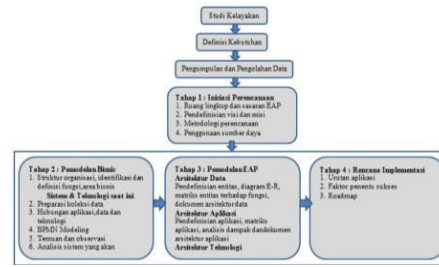 Studi Kelayakan
Definisi Kebutuhan
Pengumpulan dan Pengolahan Data
Tahap 1 : Inisiasi Perencanaan
1. Ruang lingkup dan sasaran EAP
2. Pendefinisian visi dan misi
3. Metodologi perencanaan
4. Penggunaan sumber daya
Tahap 2 : Pemodelan Bisnis
1. Struktur organisasi, identifikasi dan
definisi fungsi,area bisnis
Sistem & Teknologi saat ini
2. Preparasi koleksi data
3. Hubungan aplikasi,data dan
teknologi
4. BPMN Modeling
5. Temuan dan observasi
6. Analisis sistem yang akan
Tahap 3 : Pemodelan EAP
Arsitektur Data
Pendefinisian entitas, diagram E-R,
matriks entitas terhadap fungsi,
dokumen arsitektur data
Arsitektur Aplikasi
Pendefinisian aplikasi, matriks
aplikasi, analisis dampak dandokumen
arsitektur aplikasi
Arsitektur Teknologi
Tahap 4 : Rencana Implementasi
1. Urutan aplikasi
2. Faktor penentu sukses
3. Roadmap